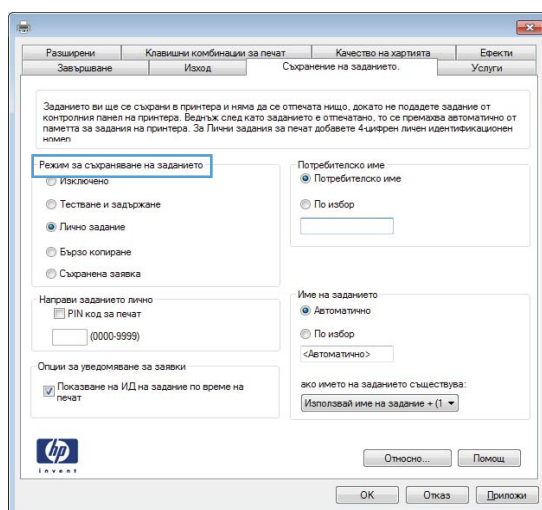 Разширени
Клавишни комбинации за печат
Качество на хартията
Ефекти
Завършване
Изход
Съхранение на заданието.
Услуги
Заданието ви ще се съхрани в принтера и няма да се отпечата нищо, докато не подадете задание от
контролния панел на принтера. Веднъж след като заданието е отпечатано, то се премахва автоматично от
паметта за задания на принтера. За Лични задания за печат добавете 4-цифрен личен идентификационен
номер
Режим за съхраняване на заданието
Изключено
Тестване и задържане
Лично задание
Бързо копиране
Съхранена заявка
Потребителско име
Потребителско име
По избор
Направи заданието лично
PIN код за печат
(0000-9999)
Име на заданието
Автоматично
По избор
<Автоматично>
Опции за уведомяване за заявки
Показване на ИД на задание по време на
печат
ако името на заданието съществува:
Използвай име на задание + (1
hp
invent
Относно...
Помощ
OK
Отказ
Приложи